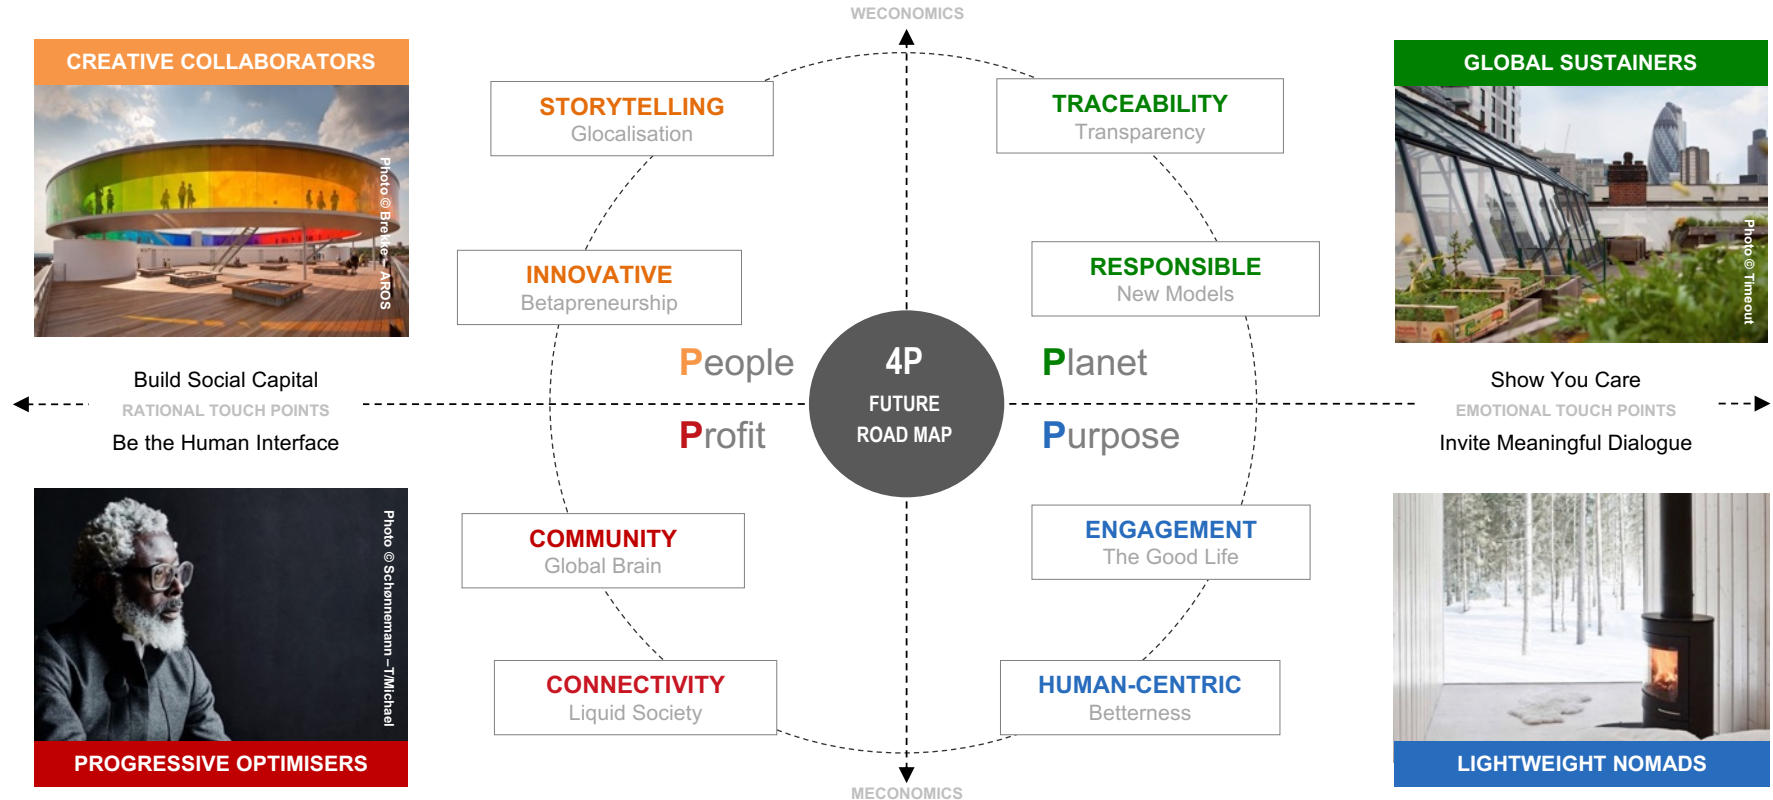 WECONOMICS
CREATIVE COLLABORATORS
Photo © Brekke – AROS
STORYTELLING
Glocalisation
TRACEABILITY
Transparency
GLOBAL SUSTAINERS
Photo © Timeout
INNOVATIVE
Betapreneurship
RESPONSIBLE
New Models
People
Planet
4P
FUTURE
ROAD MAP
Profit
Purpose
Build Social Capital
RATIONAL TOUCH POINTS
Be the Human Interface
Show You Care
EMOTIONAL TOUCH POINTS
Invite Meaningful Dialogue
Photo © Schønnemann –T/Michael
PROGRESSIVE OPTIMISERS
COMMUNITY
Global Brain
ENGAGEMENT
The Good Life
CONNECTIVITY
Liquid Society
HUMAN-CENTRIC
Betterness
LIGHTWEIGHT NOMADS
MECONOMICS